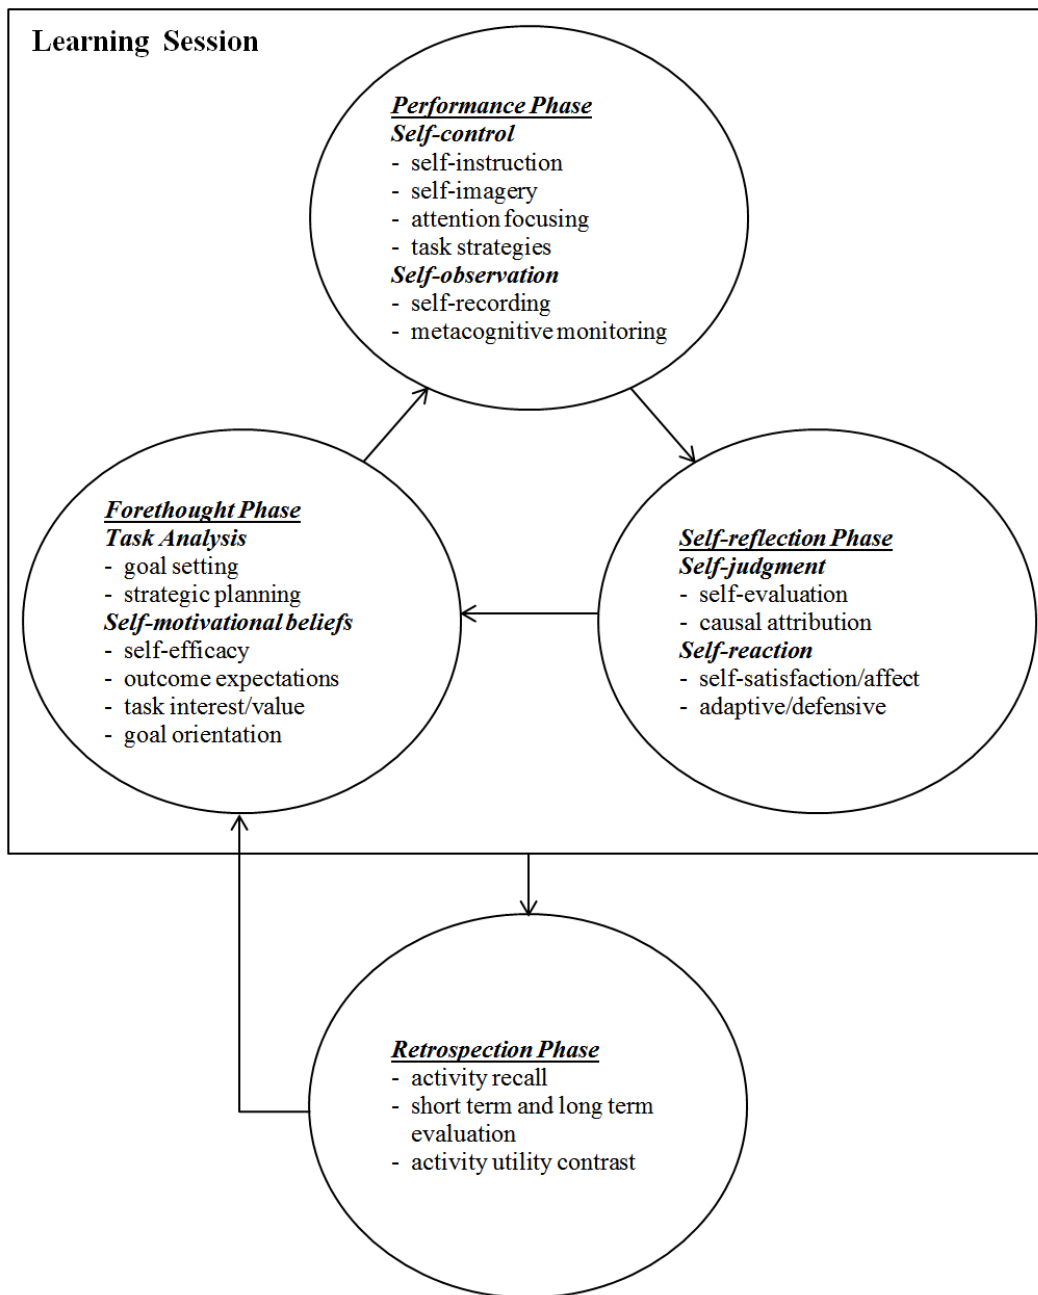 Learning Session
Performance Phase
Self-control
- self-instruction
- self-imagery
- attention focusing
- task strategies
Self-observation
- self-recording
- metacognitive monitoring
Forethought Phase
Task Analysis
- goal setting
- strategic planning
Self-motivational beliefs
- self-efficacy
- outcome expectations
- task interest/value
- goal orientation
Self-reflection Phase
Self-judgment
- self-evaluation
- causal attribution
Self-reaction
- self-satisfaction/affect
- adaptive/defensive
Retrospection Phase
- activity recall
- short term and long term
evaluation
- activity utility contrast